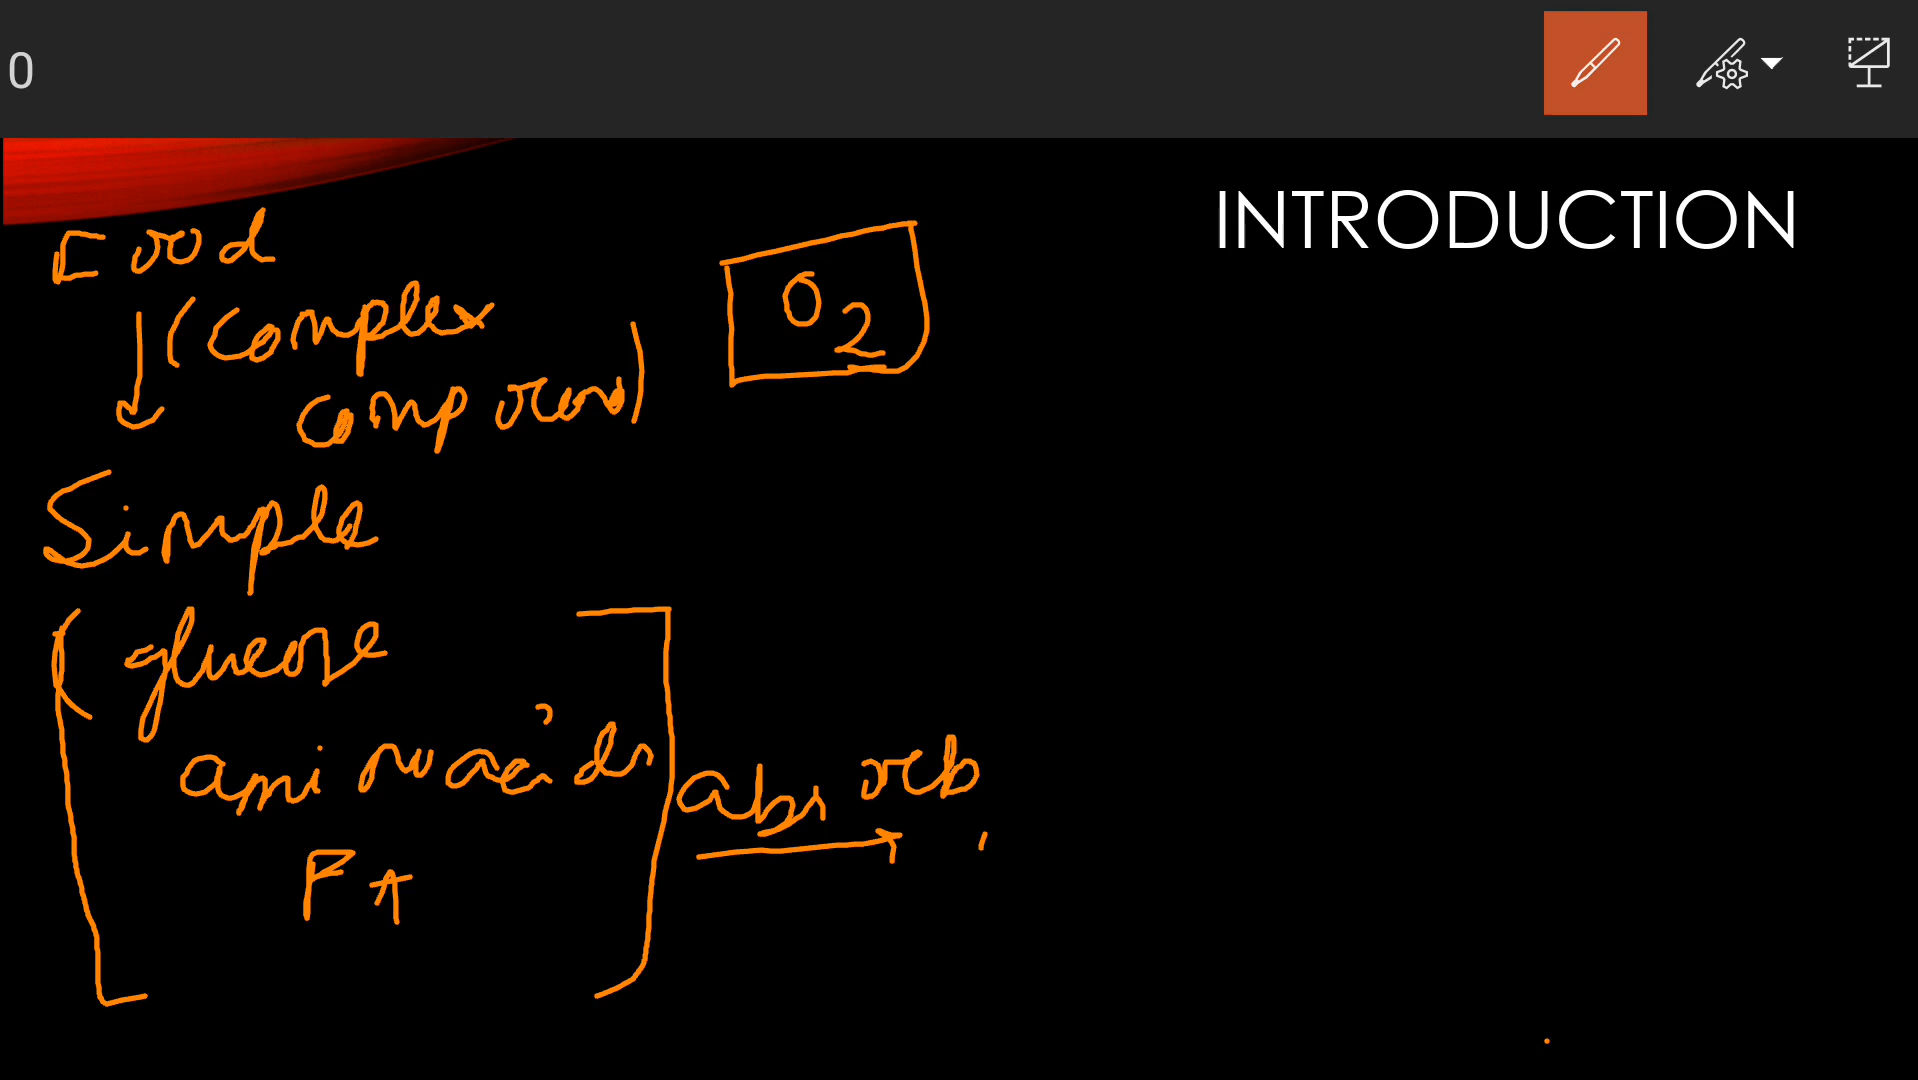 0
INTRODUCTION
Food
(complex
compound)
O2
Simple
(glucose
amino acids
FA
absorb